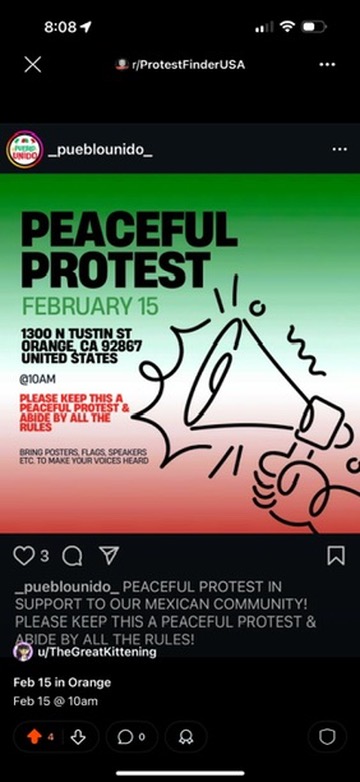 8:08
r/ProtestFinderUSA
PUEBLO
UNIDO
_pueblounido_
PEACEFUL
PROTEST
FEBRUARY 15
1300 N TUSTIN ST
ORANGE, CA 92867
UNITED STATES
@10AM
PLEASE KEEP THIS A
PEACEFUL PROTEST &
ABIDE BY ALL THE
RULES
BRING POSTERS, FLAGS, SPEAKERS
ETC. TO MAKE YOUR VOICES HEARD
3
_pueblounido_ PEACEFUL PROTEST IN
SUPPORT TO OUR MEXICAN COMMUNITY!
PLEASE KEEP THIS A PEACEFUL PROTEST &
ABIDE BY ALL THE RULES!
u/TheGreatKittening
Feb 15 in Orange
Feb 15 @ 10am
4
0